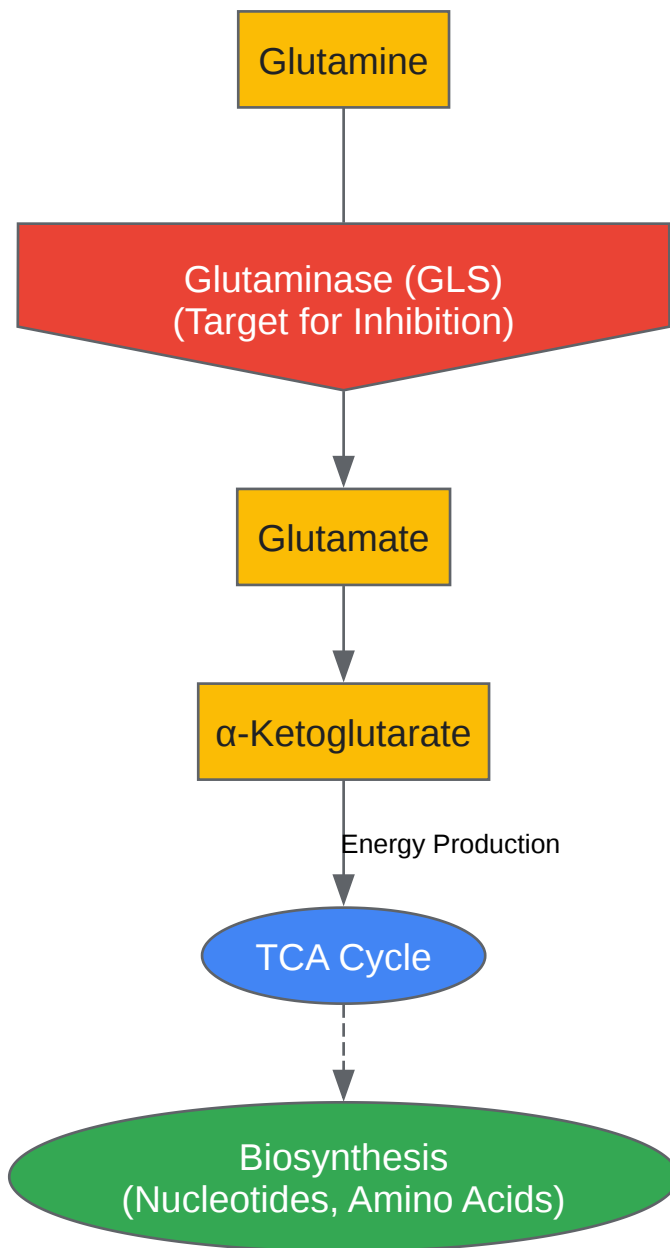 Glutamine
Glutaminase (GLS)
(Target for Inhibition)
Glutamate
α-Ketoglutarate
Energy Production
TCA Cycle
Biosynthesis
(Nucleotides, Amino Acids)